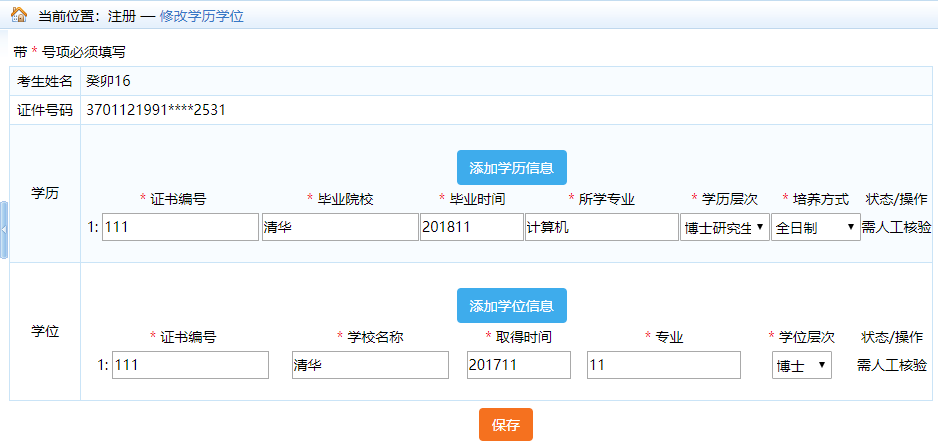 当前位置：注册 — 修改学历学位
带 * 号项必须填写
考生姓名 癸卯16
证件号码 3701121991****2531
添加学历信息
学历
* 证书编号 * 毕业院校 * 毕业时间 * 所学专业 * 学历层次 * 培养方式 状态/操作
1: 111 清华 201811 计算机 博士研究生 全日制 需人工核验
添加学位信息
学位
* 证书编号 * 学校名称 * 取得时间 * 专业 * 学位层次 状态/操作
1: 111 清华 201711 11 博士 需人工核验
保存